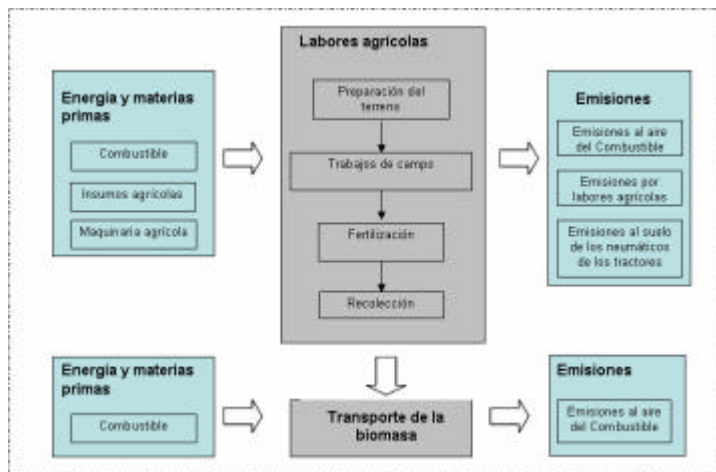 Energía y materias
primas
Combustible
Insumos agrícolas
Maquinaria agrícola
Labores agrícolas
Preparación del
terreno
Trabajos de campo
Fertilización
Recolección
Emisiones
Emisiones al aire
del Combustible
Emisiones por
labores agrícolas
Emisiones al suelo
de los neumáticos
de los tractores
Energía y materias
primas
Combustible
Transporte de la
biomasa
Emisiones
Emisiones al aire
del Combustible